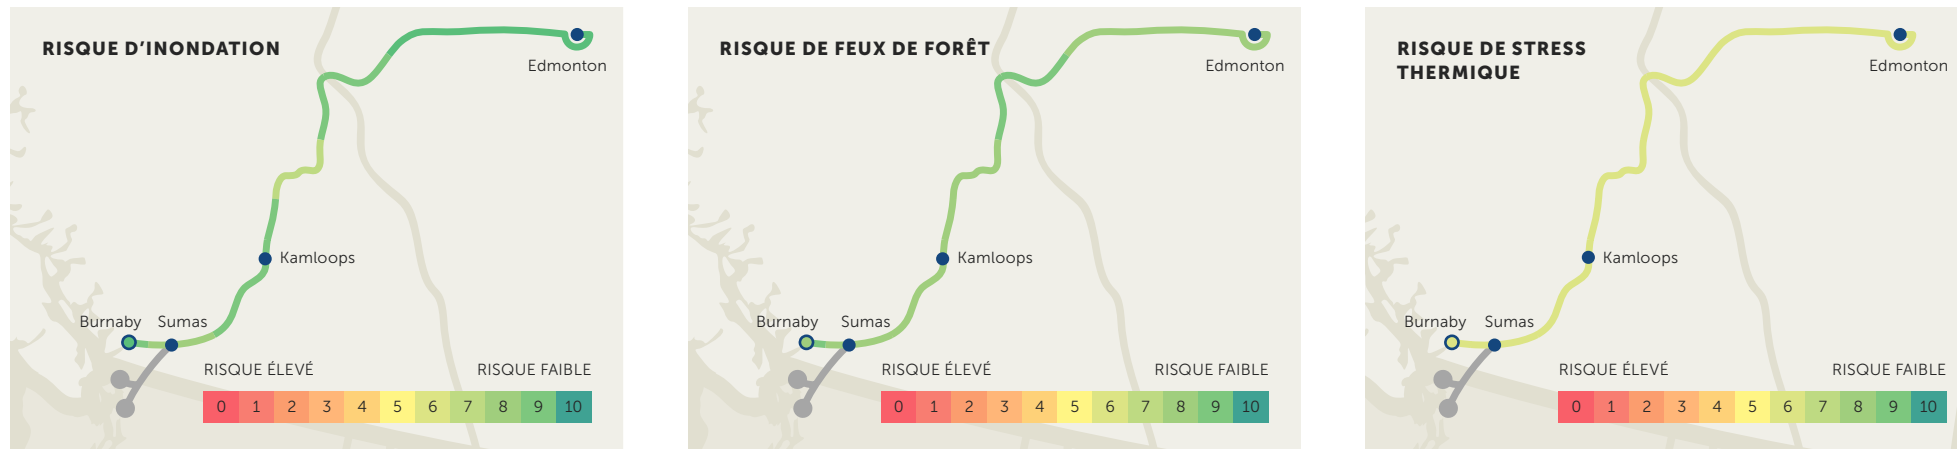 RISQUE D’INONDATION
Edmonton
Kamloops
Burnaby Sumas
RISQUE ÉLEVÉ RISQUE FAIBLE
0 1 2 3 4 5 6 7 8 9 10
RISQUE DE FEUX DE FORÊT
Edmonton
Kamloops
Burnaby Sumas
RISQUE ÉLEVÉ RISQUE FAIBLE
0 1 2 3 4 5 6 7 8 9 10
RISQUE DE STRESS
THERMIQUE
Edmonton
Kamloops
Burnaby Sumas
RISQUE ÉLEVÉ RISQUE FAIBLE
0 1 2 3 4 5 6 7 8 9 10